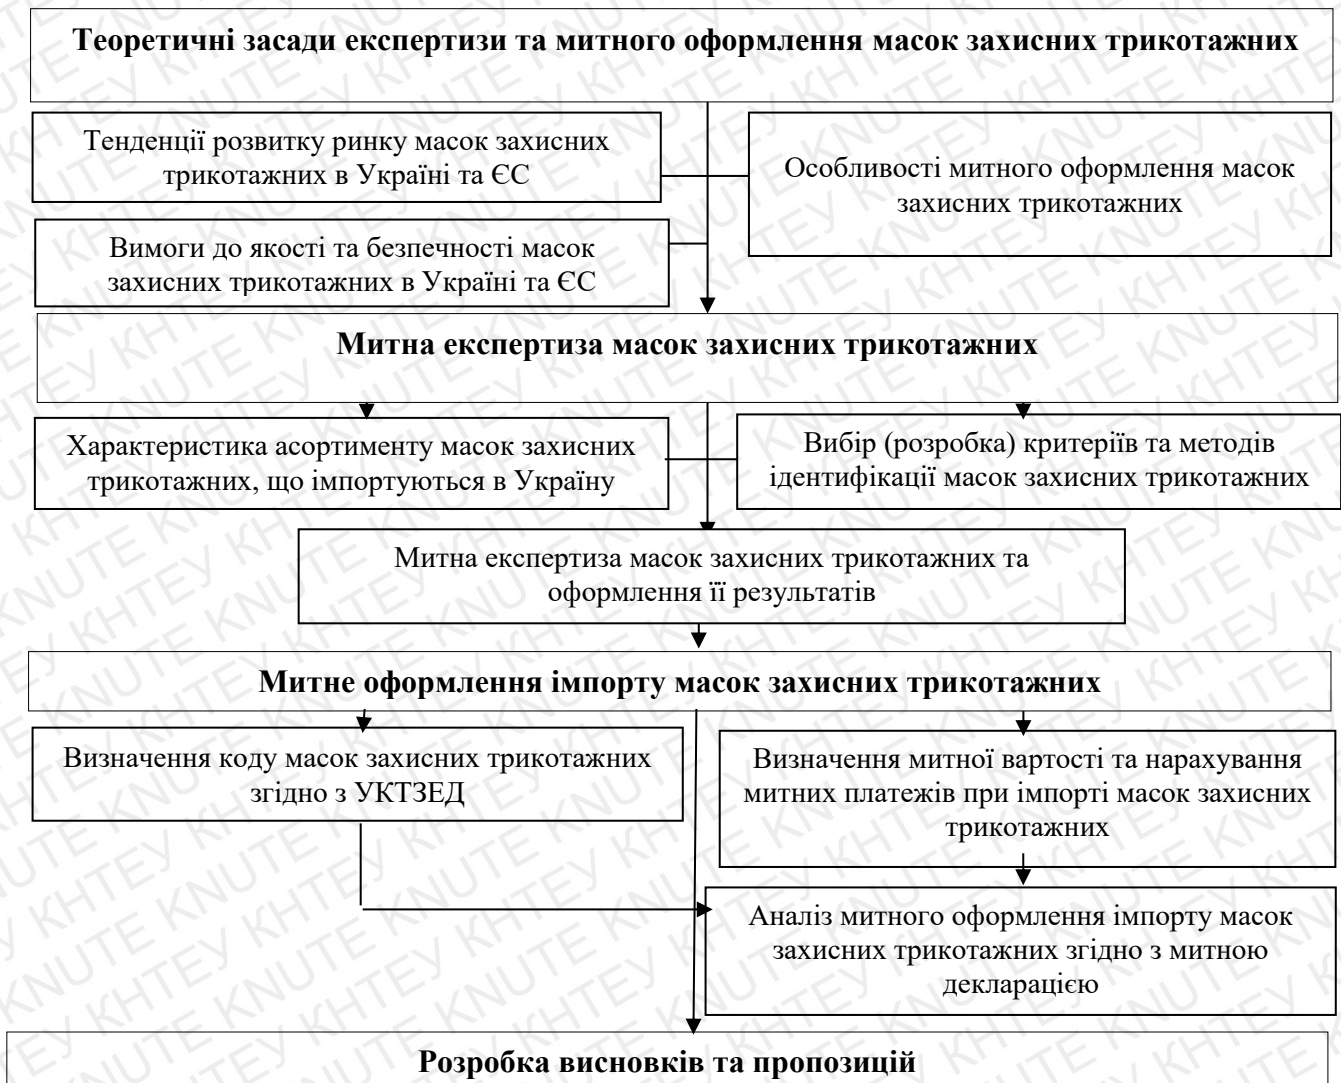 Теоретичні засади експертизи та митного оформлення масок захисних трикотажних
Тенденції розвитку ринку масок захисних
трикотажних в Україні та ЄС
Особливості митного оформлення масок
захисних трикотажних
Вимоги до якості та безпечності масок
захисних трикотажних в Україні та ЄС
Митна експертиза масок захисних трикотажних
Характеристика асортименту масок захисних
трикотажних, що імпортуються в Україну
Вибір (розробка) критеріїв та методів
ідентифікації масок захисних трикотажних
Митна експертиза масок захисних трикотажних та
оформлення її результатів
Митне оформлення імпорту масок захисних трикотажних
Визначення коду масок захисних трикотажних
згідно з УКТЗЕД
Визначення митної вартості та нарахування
митних платежів при імпорті масок захисних
трикотажних
Аналіз митного оформлення імпорту масок
захисних трикотажних згідно з митною
декларацією
Розробка висновків та пропозицій